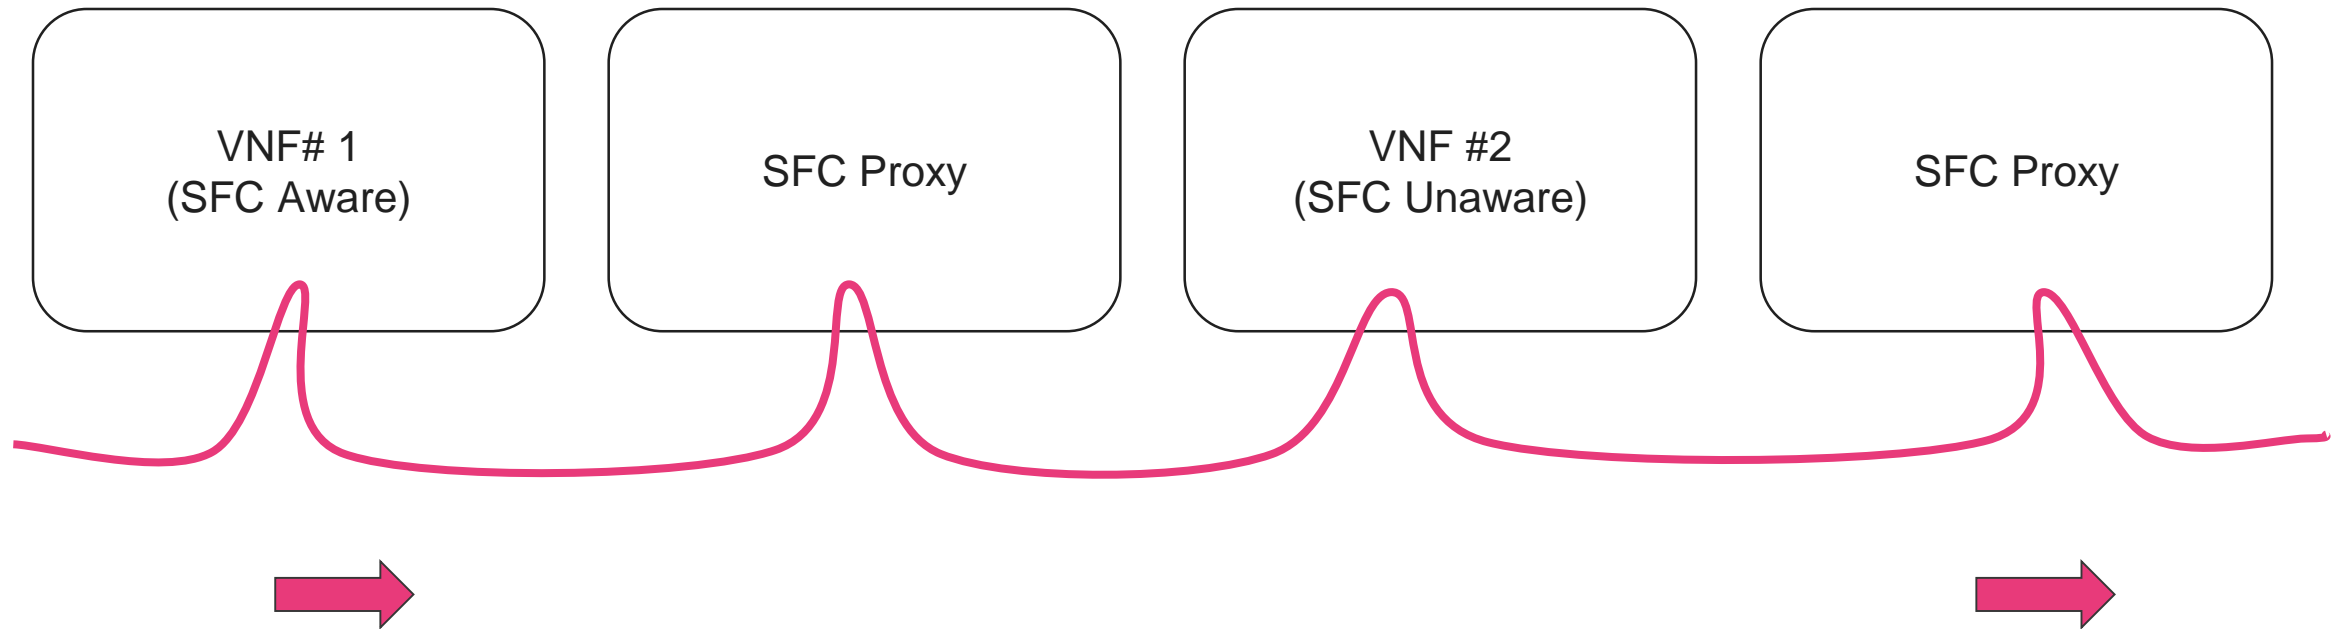 VNF# 1
(SFC Aware)
SFC Proxy
VNF #2
(SFC Unaware)
SFC Proxy